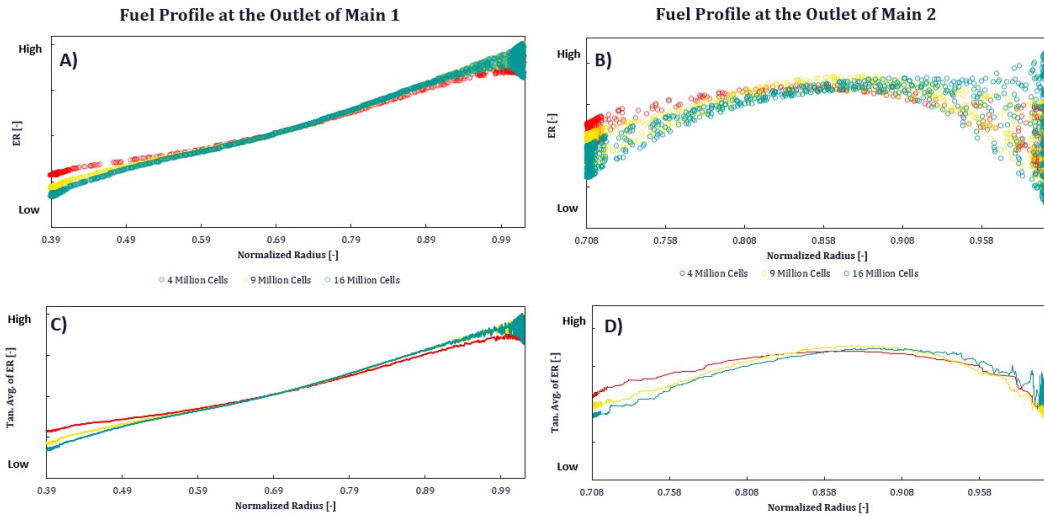 Fuel Profile at the Outlet of Main 1
High
A)
ER [-]
Low
0.39 0.49 0.59 0.69 0.79 0.89 0.99
Normalized Radius [-]
4 Million Cells 9 Million Cells 16 Million Cells
Fuel Profile at the Outlet of Main 2
High
B)
ER [-]
Low
0.708 0.758 0.808 0.858 0.908 0.958
Normalized Radius [-]
4 Million Cells 9 Million Cells 16 Million Cells
High
C)
Tan. Avg. of ER [-]
Low
0.39 0.49 0.59 0.69 0.79 0.89 0.99
Normalized Radius [-]
High
D)
Tan. Avg. of ER [-]
Low
0.708 0.758 0.808 0.858 0.908 0.958
Normalized Radius [-]